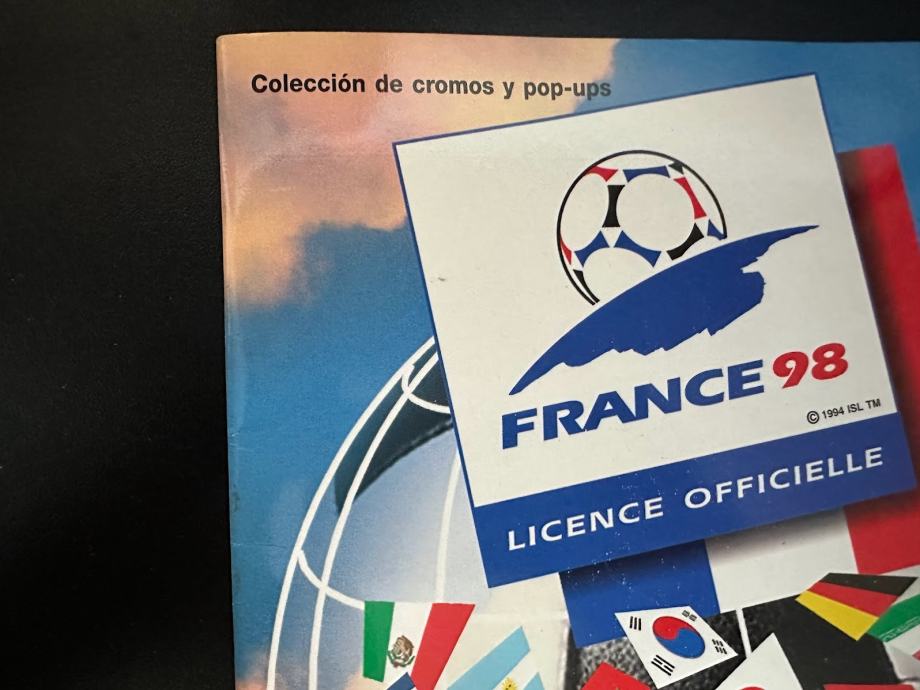 Colección de cromos y pop-ups
FRANCE 98
© 1994 ISL TM
LICENCE OFFICIELLE